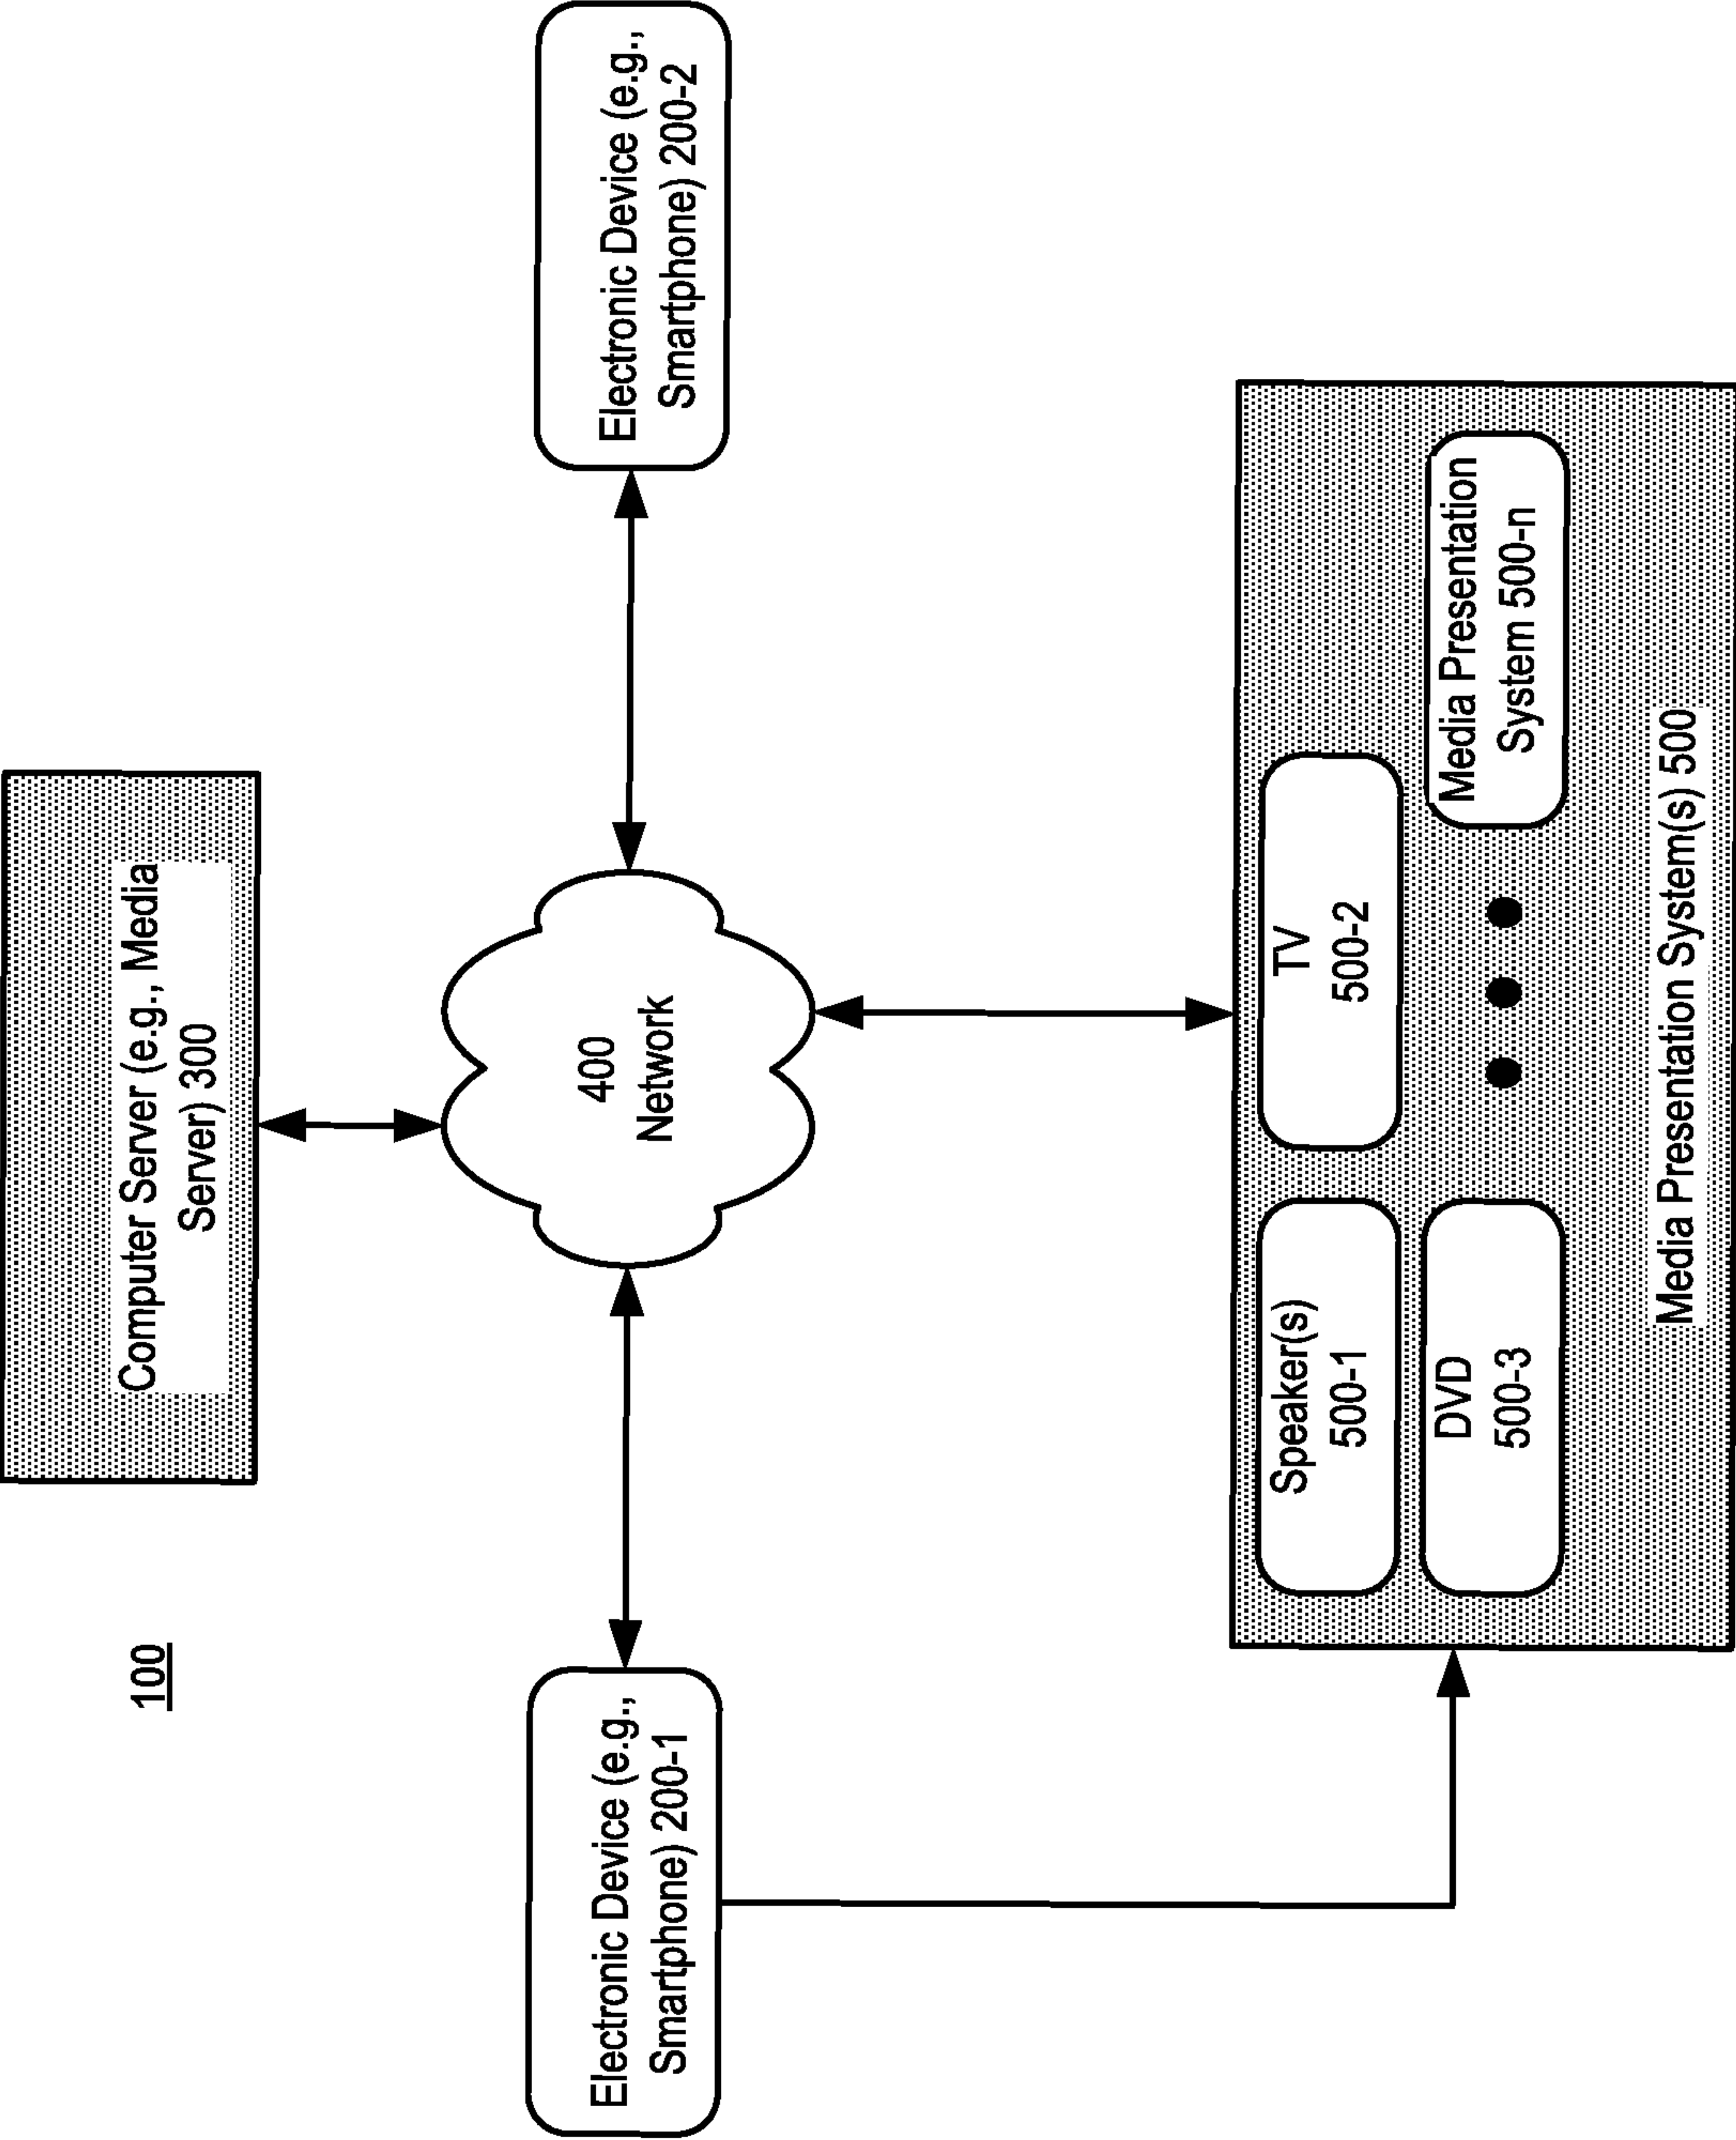 100
Computer Server (e.g., Media
Server) 300
Electronic Device (e.g.,
Smartphone) 200-1
400
Network
Electronic Device (e.g.,
Smartphone) 200-2
Speaker(s)
500-1
TV
500-2
DVD
500-3
Media Presentation
System 500-n
Media Presentation System(s) 500